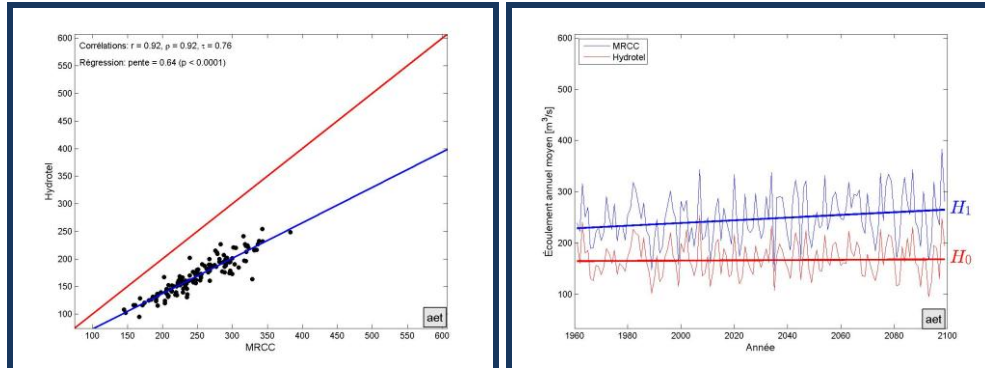 Corrélations: r = 0.92, ρ = 0.92, τ = 0.76
Régression: pente = 0.64 (p < 0.0001)
Hydrotel
600
550
500
450
400
350
300
250
200
150
100
100 150 200 250 300 350 400 450 500 550 600
MRCC
aet
MRCC
Hydrotel
Écoulement annuel moyen [m³/s]
600
500
400
300
200
100
H₁
H₀
1960 1980 2000 2020 2040 2060 2080 2100
Année
aet